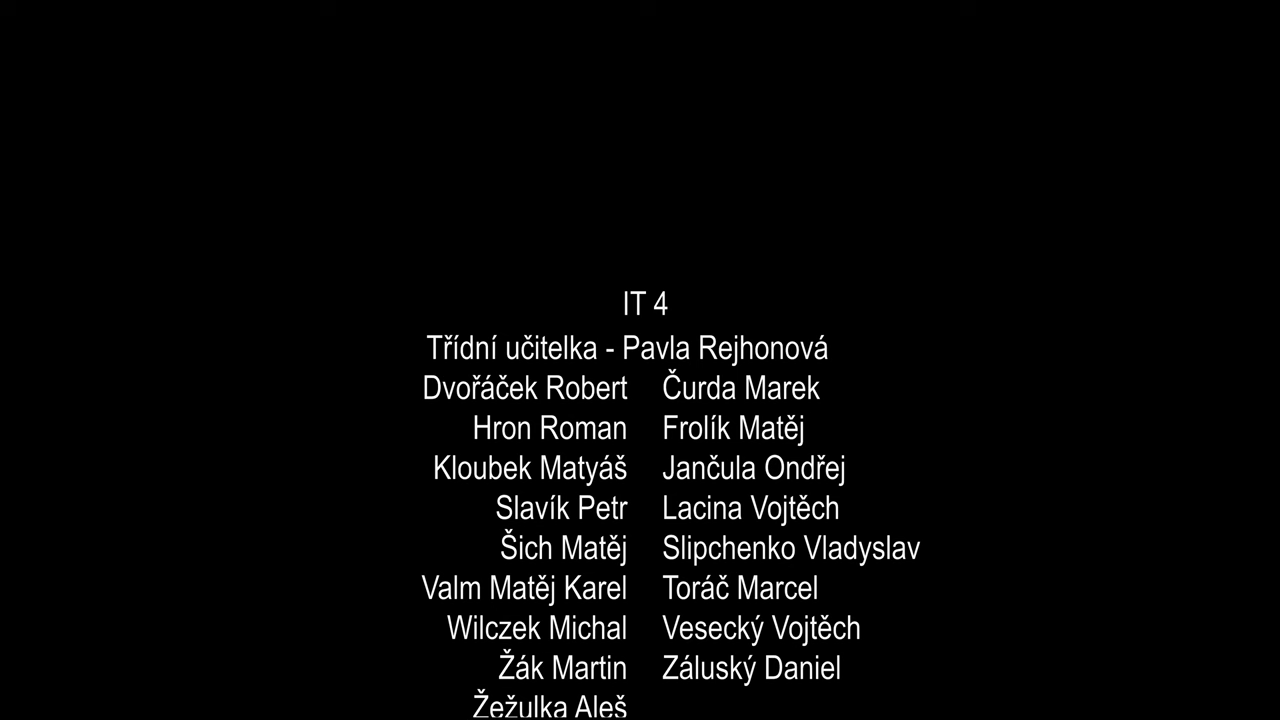 IT 4
Třídní učitelka - Pavla Rejhonová
Dvořáček Robert Čurda Marek
Hron Roman Frolík Matěj
Kloubek Matyáš Jančula Ondřej
Slavík Petr Lacina Vojtěch
Šich Matěj Slipchenko Vladyslav
Valm Matěj Karel Toráč Marcel
Wilczek Michal Vesecký Vojtěch
Žák Martin Záluský Daniel
Žežulka Aleš